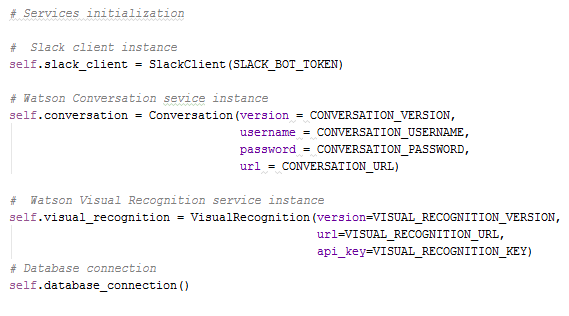 # Services initialization
#  Slack client instance
self.slack_client = SlackClient(SLACK_BOT_TOKEN)
# Watson Conversation sevice instance
self.conversation = Conversation(version = CONVERSATION_VERSION,
username = CONVERSATION_USERNAME,
password = CONVERSATION_PASSWORD,
url = CONVERSATION_URL)
#  Watson Visual Recognition service instance
self.visual_recognition = VisualRecognition(version=VISUAL_RECOGNITION_VERSION,
url=VISUAL_RECOGNITION_URL,
api_key=VISUAL_RECOGNITION_KEY)
# Database connection
self.database_connection()